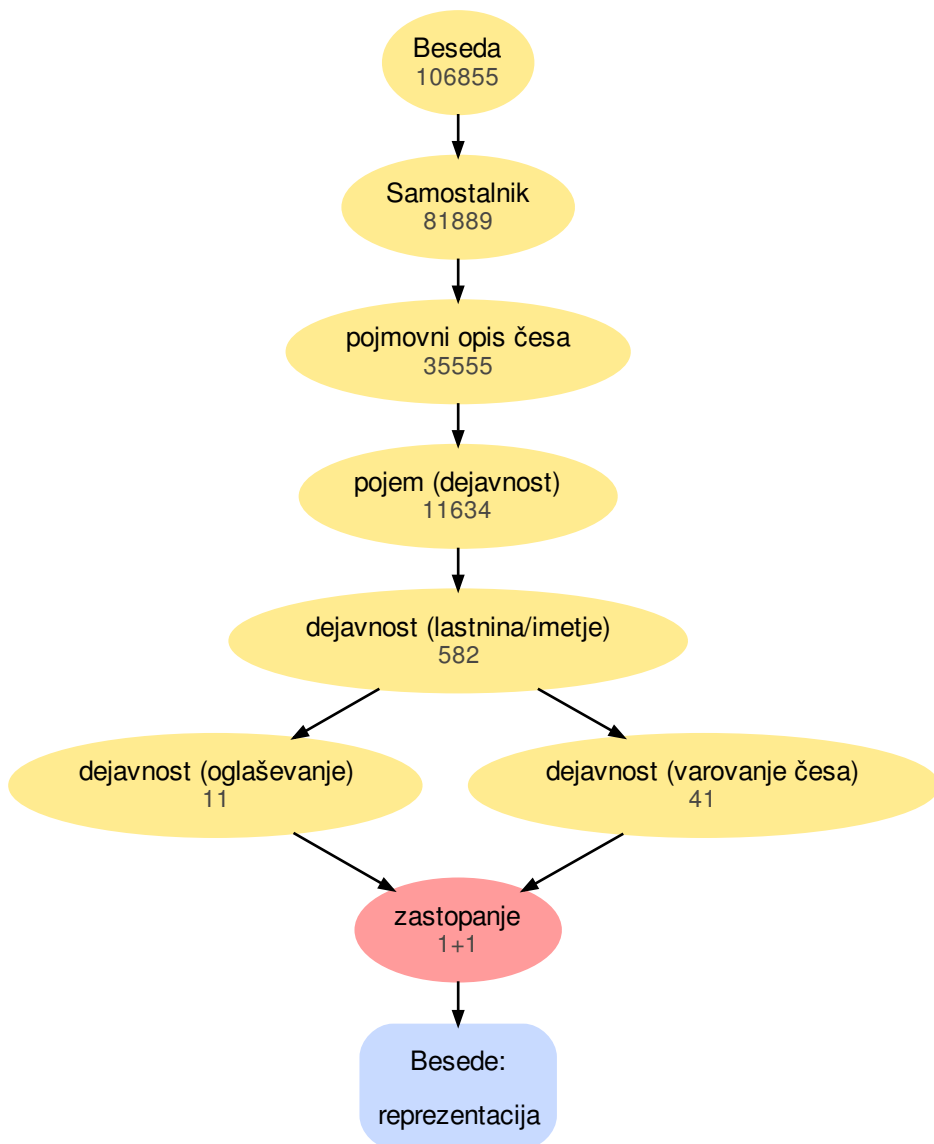 Beseda
106855
Samostalnik
81889
pojmovni opis česa
35555
pojem (dejavnost)
11634
dejavnost (lastnina/imetje)
582
dejavnost (oglaševanje)
11
dejavnost (varovanje česa)
41
zastopanje
1+1
Besede:
reprezentacija